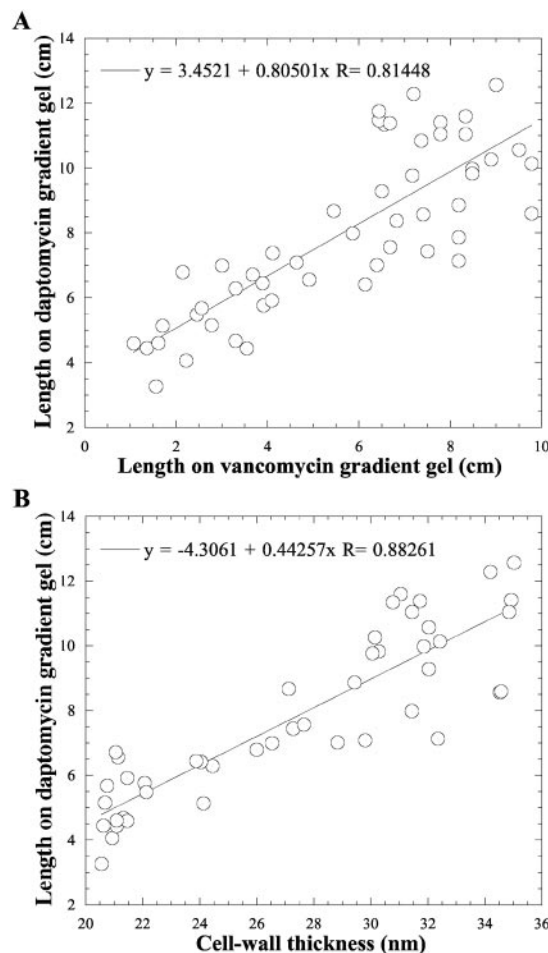 A
Length on daptomycin gradient gel (cm)
14
12
10
8
6
4
2
y = 3.4521 + 0.80501x R= 0.81448
0 2 4 6 8 10
Length on vancomycin gradient gel (cm)
B
Length on daptomycin gradient gel (cm)
14
12
10
8
6
4
2
y = -4.3061 + 0.44257x R= 0.88261
20 22 24 26 28 30 32 34 36
Cell-wall thickness (nm)